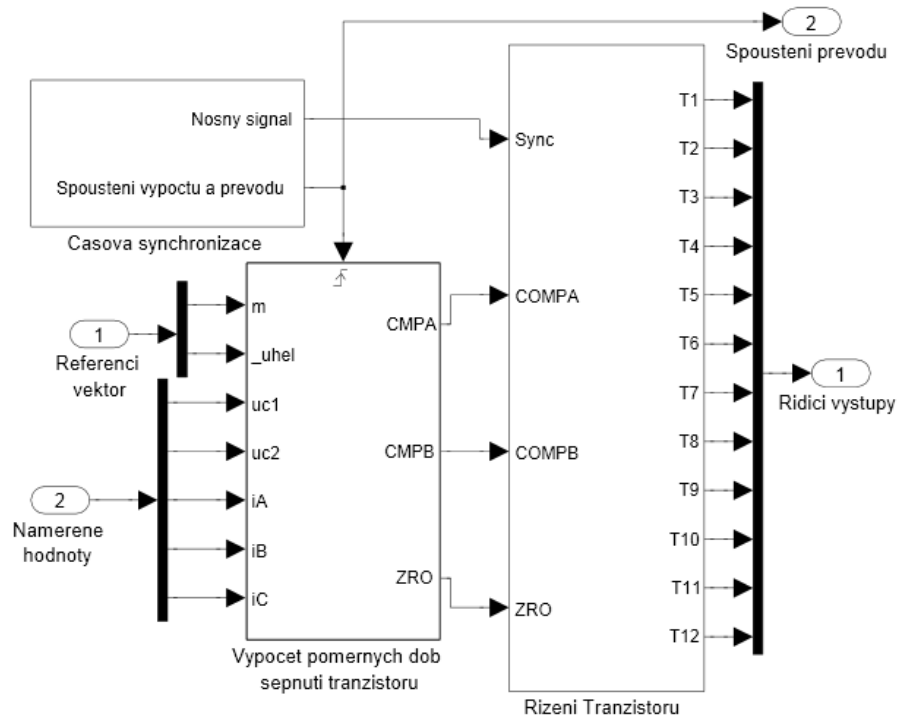 2
Spousteni prevodu
Nosny signal
Spousteni vypoctu a prevodu
Casova synchronizace
1
Referenci
vektor
2
Namerene
hodnoty
m
_uhel
uc1
uc2
iA
iB
iC
CMPA
CMPB
ZRO
Vypocet pomernych dob
sepnuti tranzistoru
Sync
COMPA
COMPB
ZRO
T1
T2
T3
T4
T5
T6
T7
T8
T9
T10
T11
T12
Rizeni Tranzistoru
1
Ridici vystupy